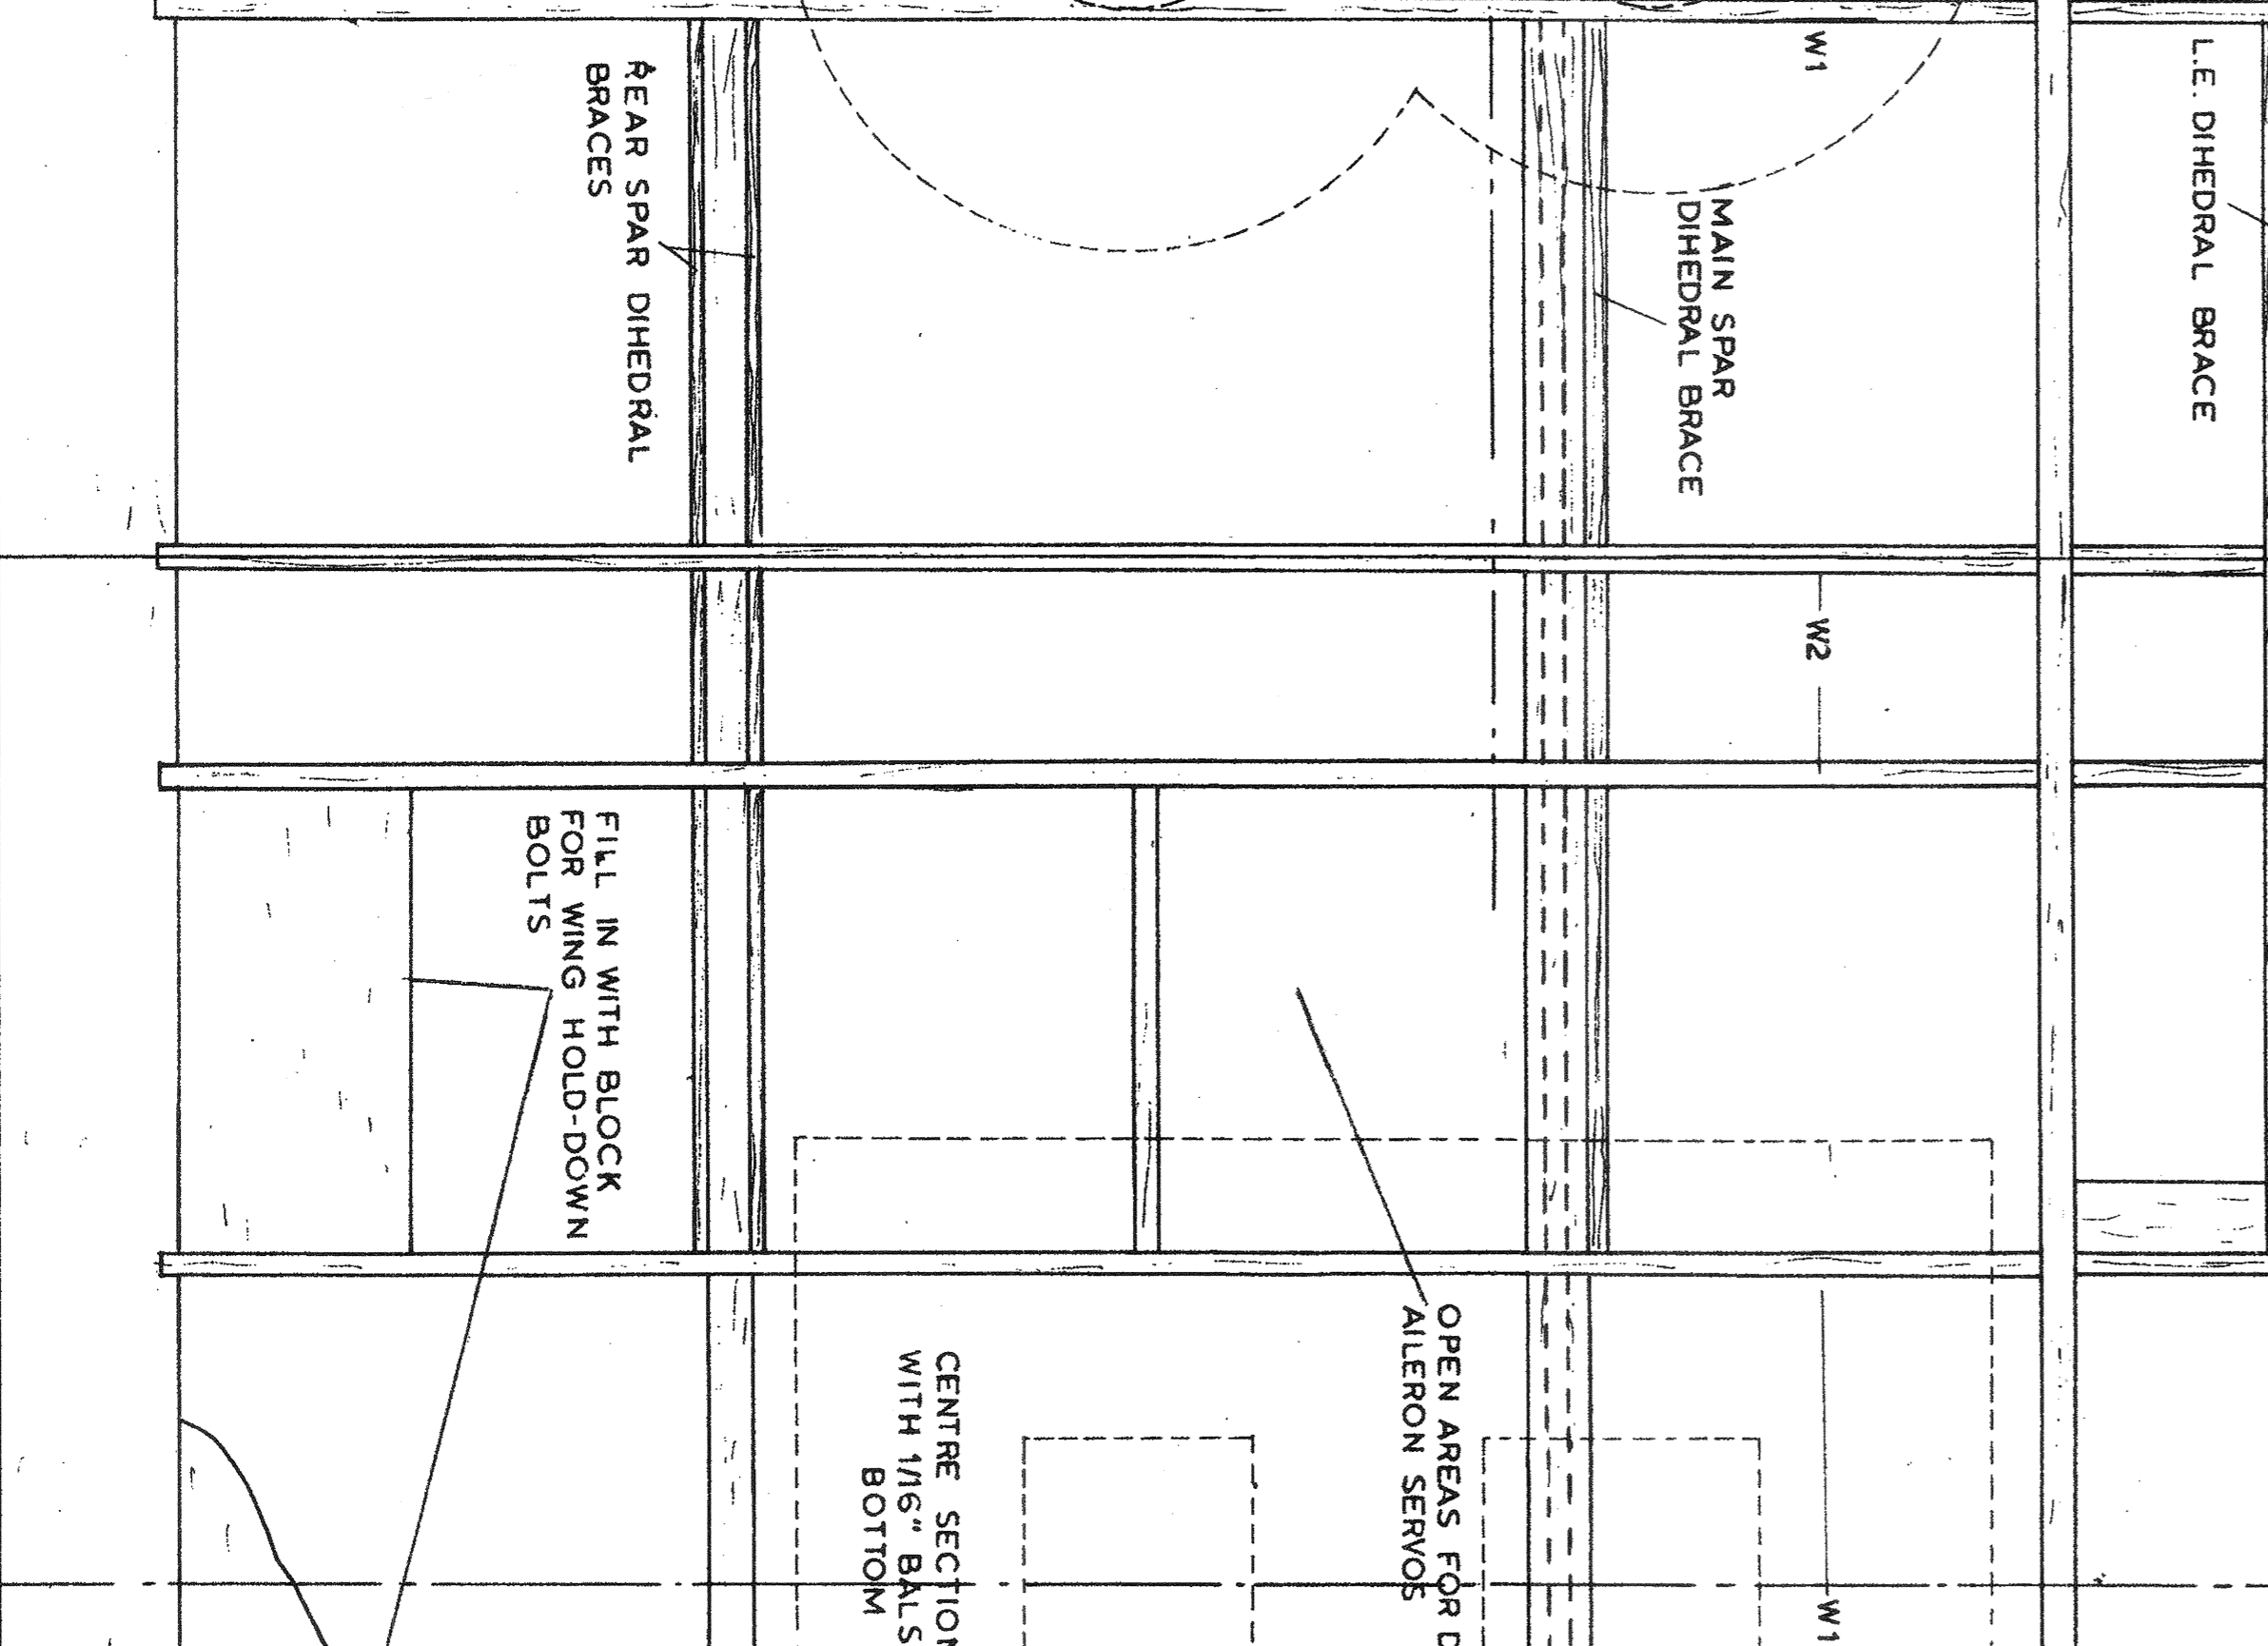 W1
L.E. DIHEDRAL BRACE
MAIN SPAR
DIHEDRAL BRACE
REAR SPAR DIHEDRAL
BRACES
W2
FILL IN WITH BLOCK
FOR WING HOLD-DOWN
BOLTS
OPEN AREAS FOR D
AILERON SERVOS
CENTRE SECTION
WITH 1/16" BALS
BOTTOM
W1